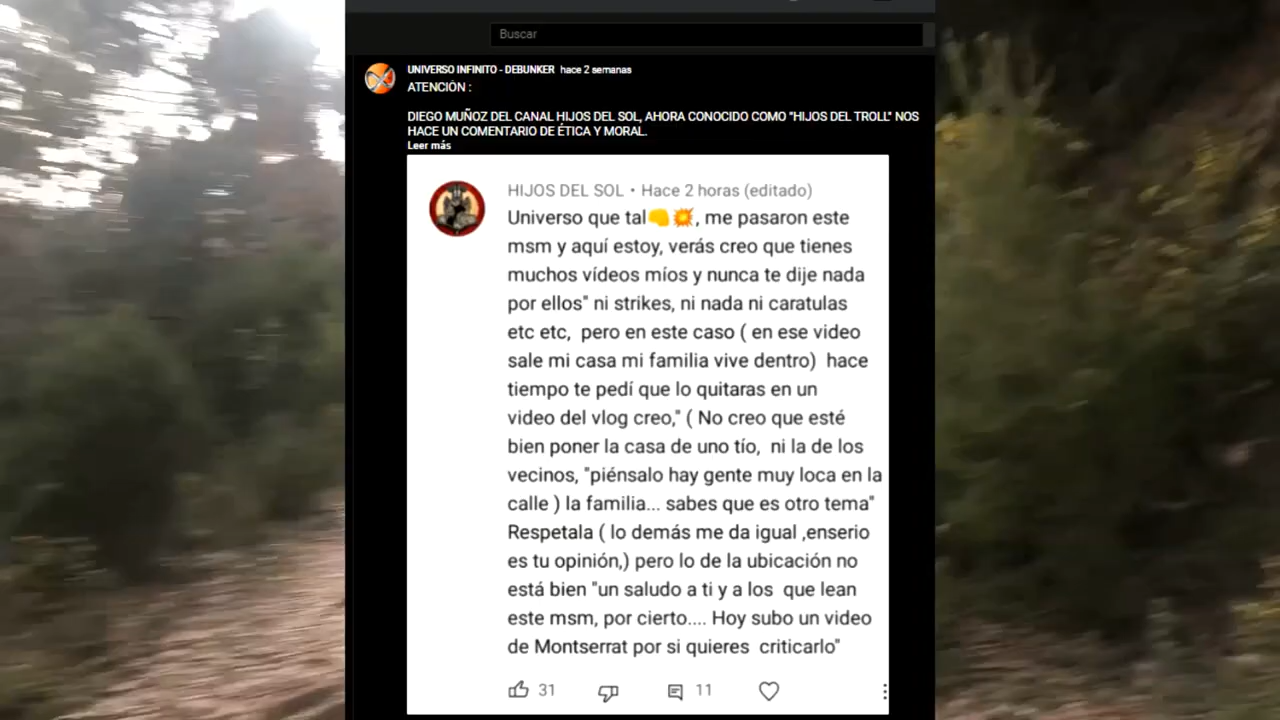 Buscar
UNIVERSO INFINITO - DEBUNKER hace 2 semanas
ATENCIÓN :
DIEGO MUÑOZ DEL CANAL HIJOS DEL SOL, AHORA CONOCIDO COMO "HIJOS DEL TROLL" NOS
HACE UN COMENTARIO DE ÉTICA Y MORAL.
Leer más
HIJOS DEL SOL • Hace 2 horas (editado)
Universo que tal👊💥, me pasaron este
msm y aquí estoy, verás creo que tienes
muchos vídeos míos y nunca te dije nada
por ellos" ni strikes, ni nada ni caratulas
etc etc, pero en este caso ( en ese video
sale mi casa mi familia vive dentro) hace
tiempo te pedí que lo quitaras en un
video del vlog creo," ( No creo que esté
bien poner la casa de uno tío, ni la de los
vecinos, "piénsalo hay gente muy loca en la
calle ) la familia... sabes que es otro tema"
Respetala ( lo demás me da igual ,enserio
es tu opinión,) pero lo de la ubicación no
está bien "un saludo a ti y a los que lean
este msm, por cierto.... Hoy subo un video
de Montserrat por si quieres criticarlo"
31
11